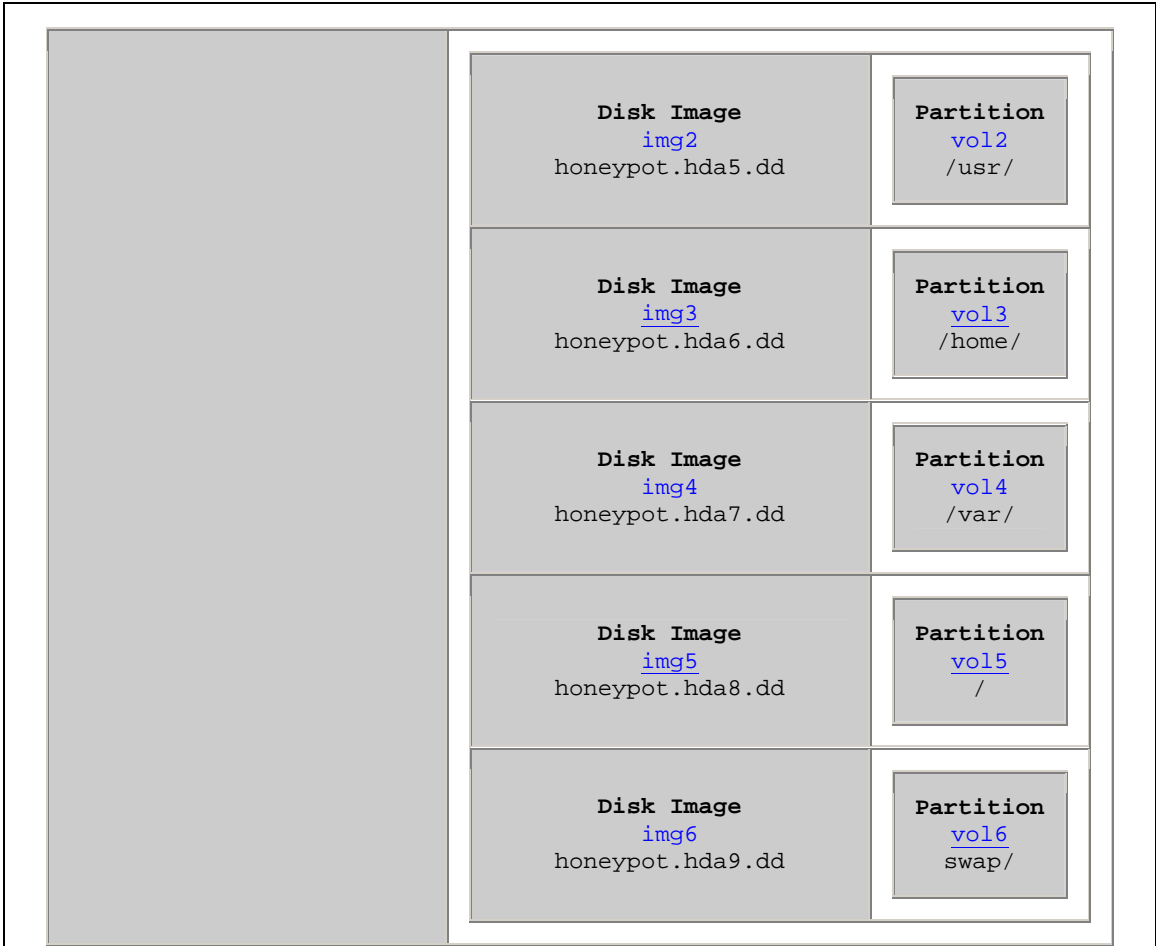 Disk Image
img2
honeypot.hda5.dd
Partition
vol2
/usr/
Disk Image
img3
honeypot.hda6.dd
Partition
vol3
/home/
Disk Image
img4
honeypot.hda7.dd
Partition
vol4
/var/
Disk Image
img5
honeypot.hda8.dd
Partition
vol5
/
Disk Image
img6
honeypot.hda9.dd
Partition
vol6
swap/